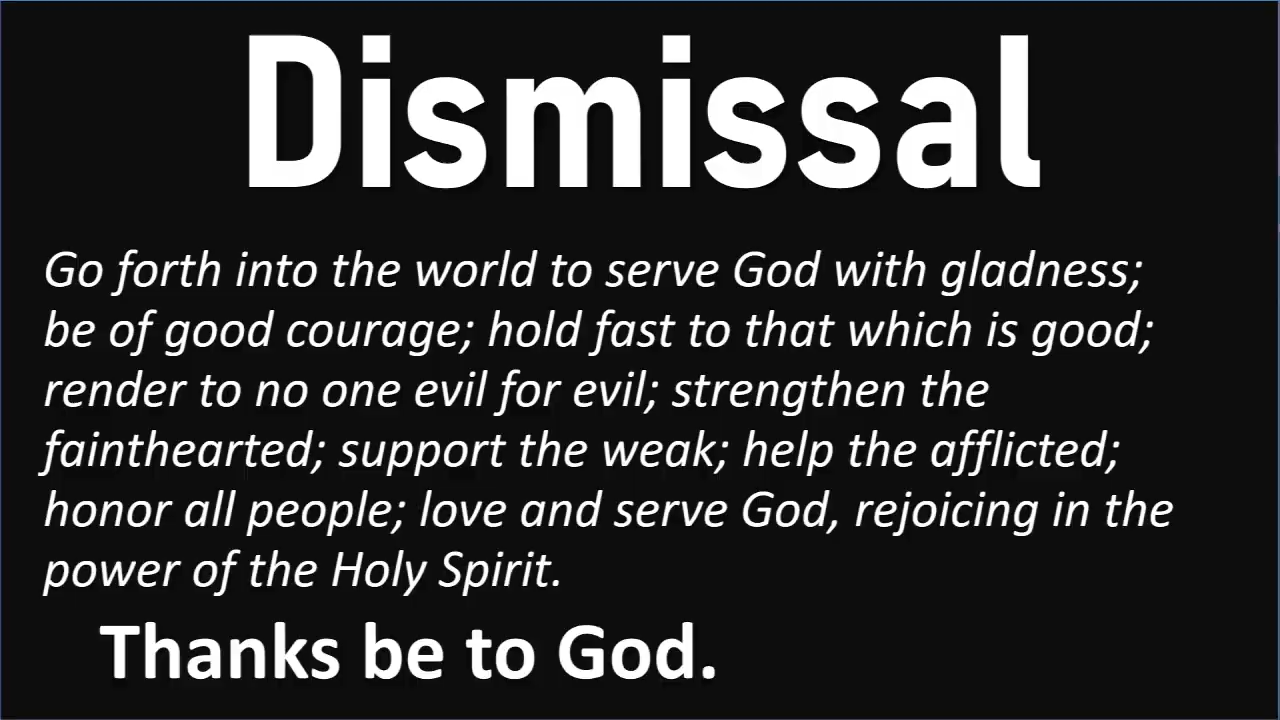 Dismissal
Go forth into the world to serve God with gladness;
be of good courage; hold fast to that which is good;
render to no one evil for evil; strengthen the
fainthearted; support the weak; help the afflicted;
honor all people; love and serve God, rejoicing in the
power of the Holy Spirit.
Thanks be to God.